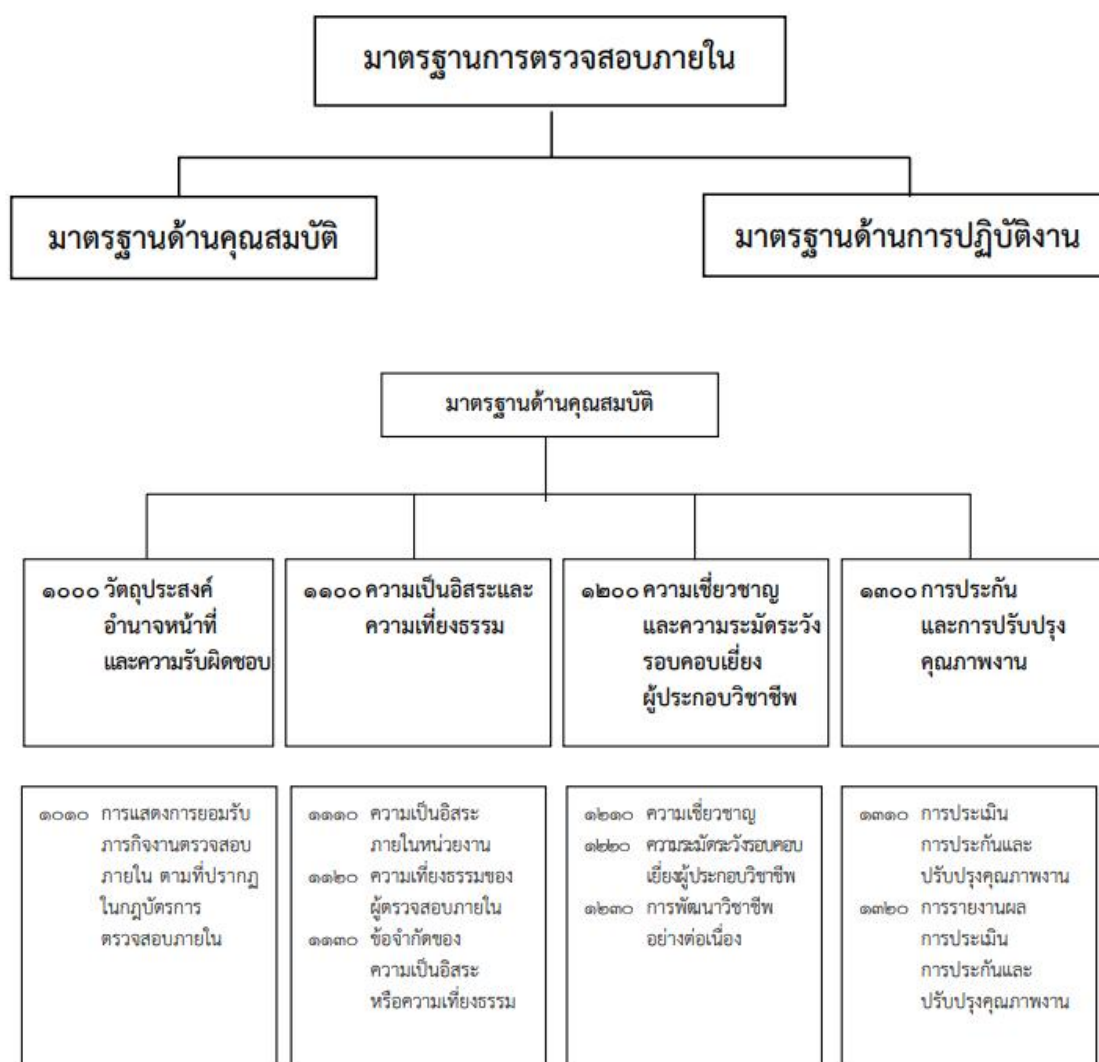 มาตรฐานการตรวจสอบภายใน
มาตรฐานด้านคุณสมบัติ
มาตรฐานด้านการปฏิบัติงาน
มาตรฐานด้านคุณสมบัติ
๑๐๐๐ วัตถุประสงค์
อำนาจหน้าที่
และความรับผิดชอบ
๑๑๐๐ ความเป็นอิสระและ
ความเที่ยงธรรม
๑๒๐๐ ความเชี่ยวชาญ
และความระมัดระวัง
รอบคอบเยี่ยง
ผู้ประกอบวิชาชีพ
๑๓๐๐ การประกัน
และการปรับปรุง
คุณภาพงาน
๑๐๑๐ การแสดงการยอมรับ
ภารกิจงานตรวจสอบ
ภายใน ตามที่ปรากฏ
ในกฎบัตรการ
ตรวจสอบภายใน
๑๑๑๐ ความเป็นอิสระ
ภายในหน่วยงาน
๑๑๒๐ ความเที่ยงธรรมของ
ผู้ตรวจสอบภายใน
๑๑๓๐ ข้อจำกัดของ
ความเป็นอิสระ
หรือความเที่ยงธรรม
๑๒๑๐ ความเชี่ยวชาญ
๑๒๒๐ ความระมัดระวังรอบคอบ
เยี่ยงผู้ประกอบวิชาชีพ
๑๒๓๐ การพัฒนาวิชาชีพ
อย่างต่อเนื่อง
๑๓๑๐ การประเมิน
การประกันและ
ปรับปรุงคุณภาพงาน
๑๓๒๐ การรายงานผล
การประเมิน
การประกันและ
ปรับปรุงคุณภาพงาน